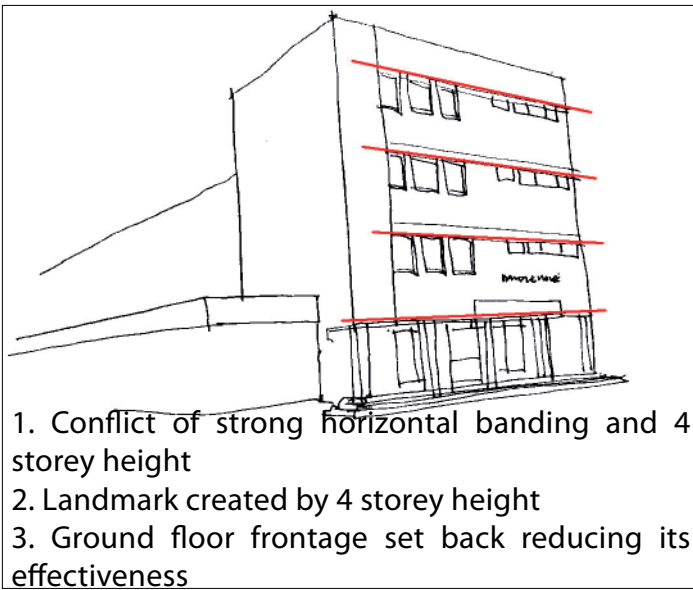 1. Conflict of strong horizontal banding and 4
storey height
2. Landmark created by 4 storey height
3. Ground floor frontage set back reducing its
effectiveness